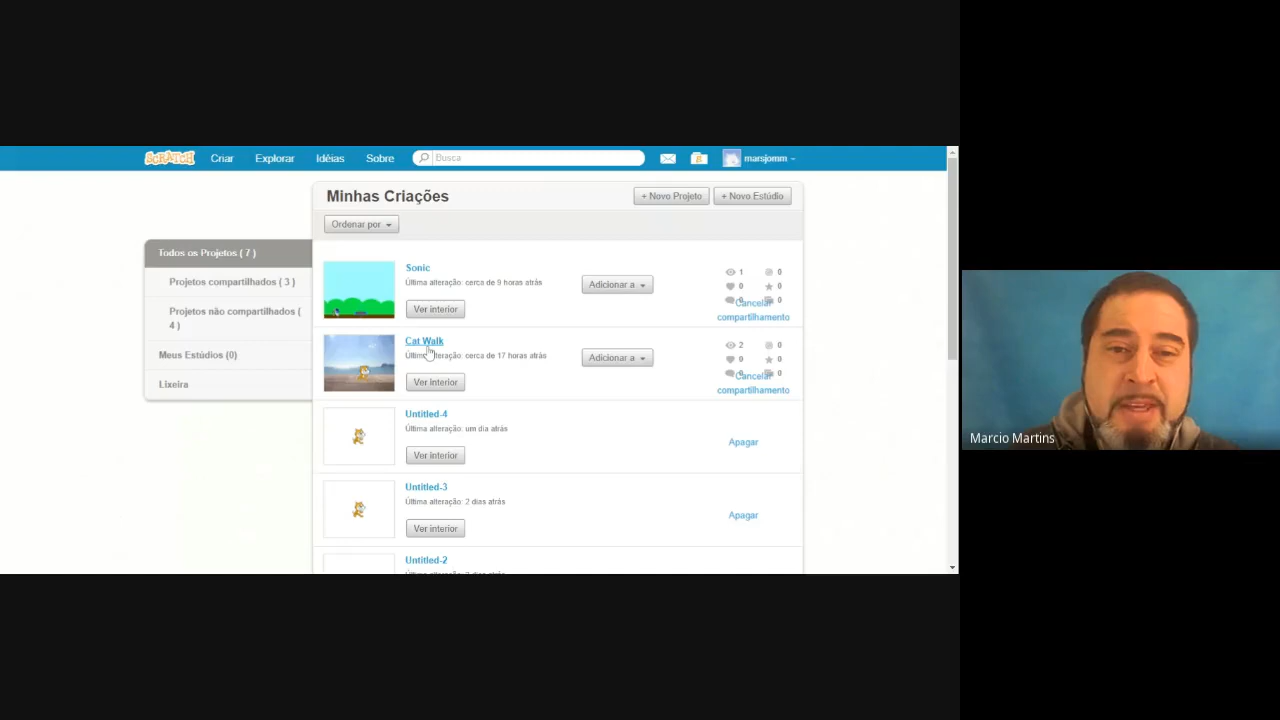 SCRATCH Criar Explorar Idéias Sobre Busca marsjomm
Minhas Criações + Novo Projeto + Novo Estúdio
Ordenar por
Todos os Projetos ( 7 )
Projetos compartilhados ( 3 )
Projetos não compartilhados (
4 )
Meus Estúdios (0)
Lixeira
Sonic
Última alteração: cerca de 9 horas atrás
Ver interior
Adicionar a
1 0
0 0
0 0
Cancelar
compartilhamento
Cat Walk
Última alteração: cerca de 17 horas atrás
Ver interior
Adicionar a
2 0
0 0
0 0
Cancelar
compartilhamento
Untitled-4
Última alteração: um dia atrás
Ver interior
Apagar
Untitled-3
Última alteração: 2 dias atrás
Ver interior
Apagar
Untitled-2
Marcio Martins